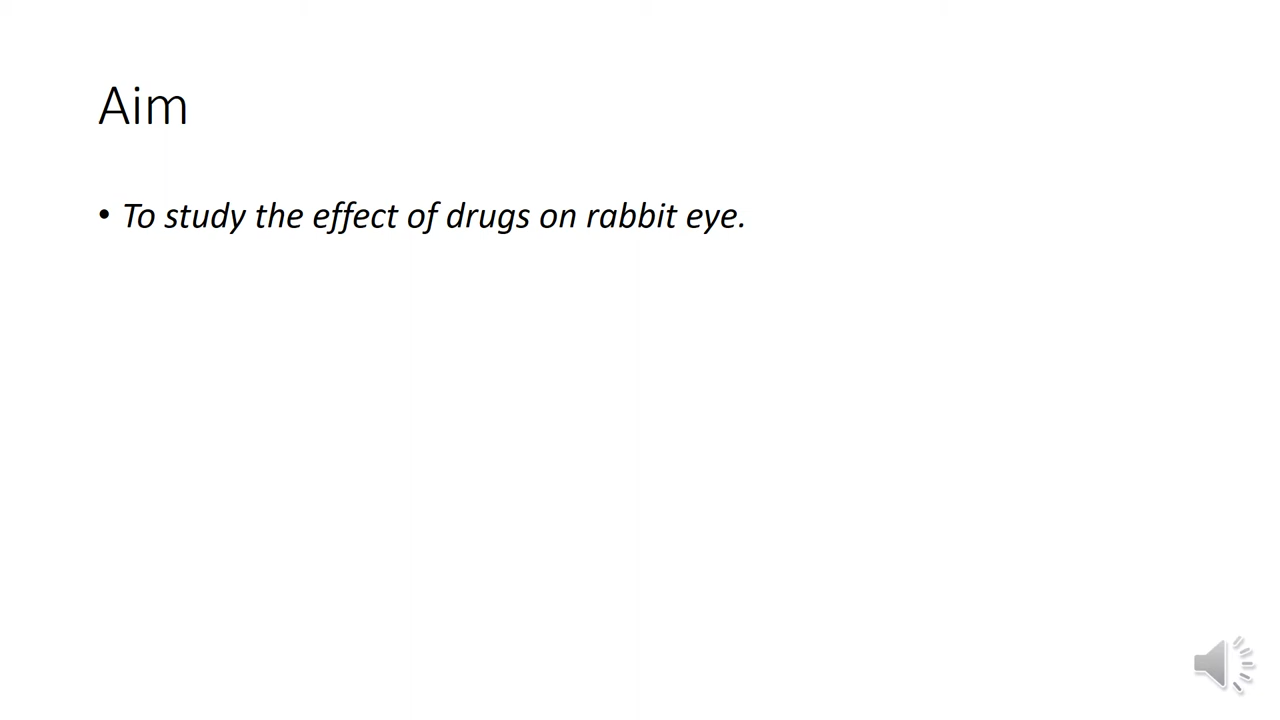 Aim
• To study the effect of drugs on rabbit eye.